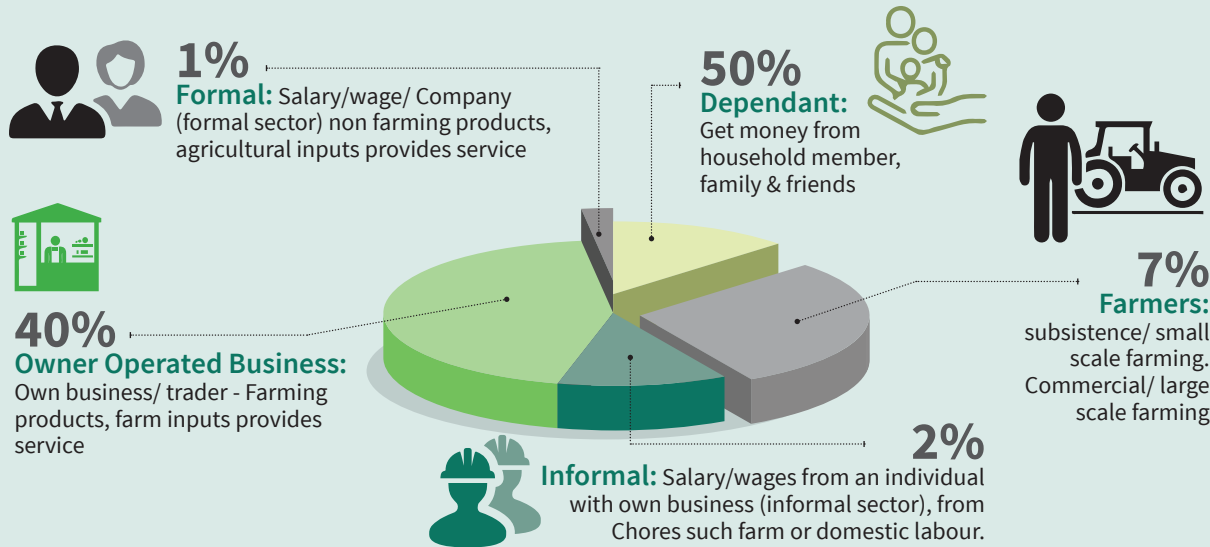 1%
Formal: Salary/wage/ Company
(formal sector) non farming products,
agricultural inputs provides service
50%
Dependant:
Get money from
household member,
family & friends
7%
Farmers:
subsistence/ small
scale farming.
Commercial/ large
scale farming
40%
Owner Operated Business:
Own business/ trader - Farming
products, farm inputs provides
service
2%
Informal: Salary/wages from an individual
with own business (informal sector), from
Chores such farm or domestic labour.